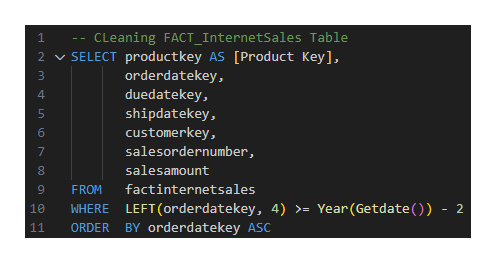 1 -- CLeaning FACT_InternetSales Table
2 SELECT productkey AS [Product Key],
3 orderdatekey,
4 duedatekey,
5 shipdatekey,
6 customerkey,
7 salesordernumber,
8 salesamount
9 FROM factinternetsales
10 WHERE LEFT(orderdatekey, 4) >= Year(Getdate()) - 2
11 ORDER BY orderdatekey ASC